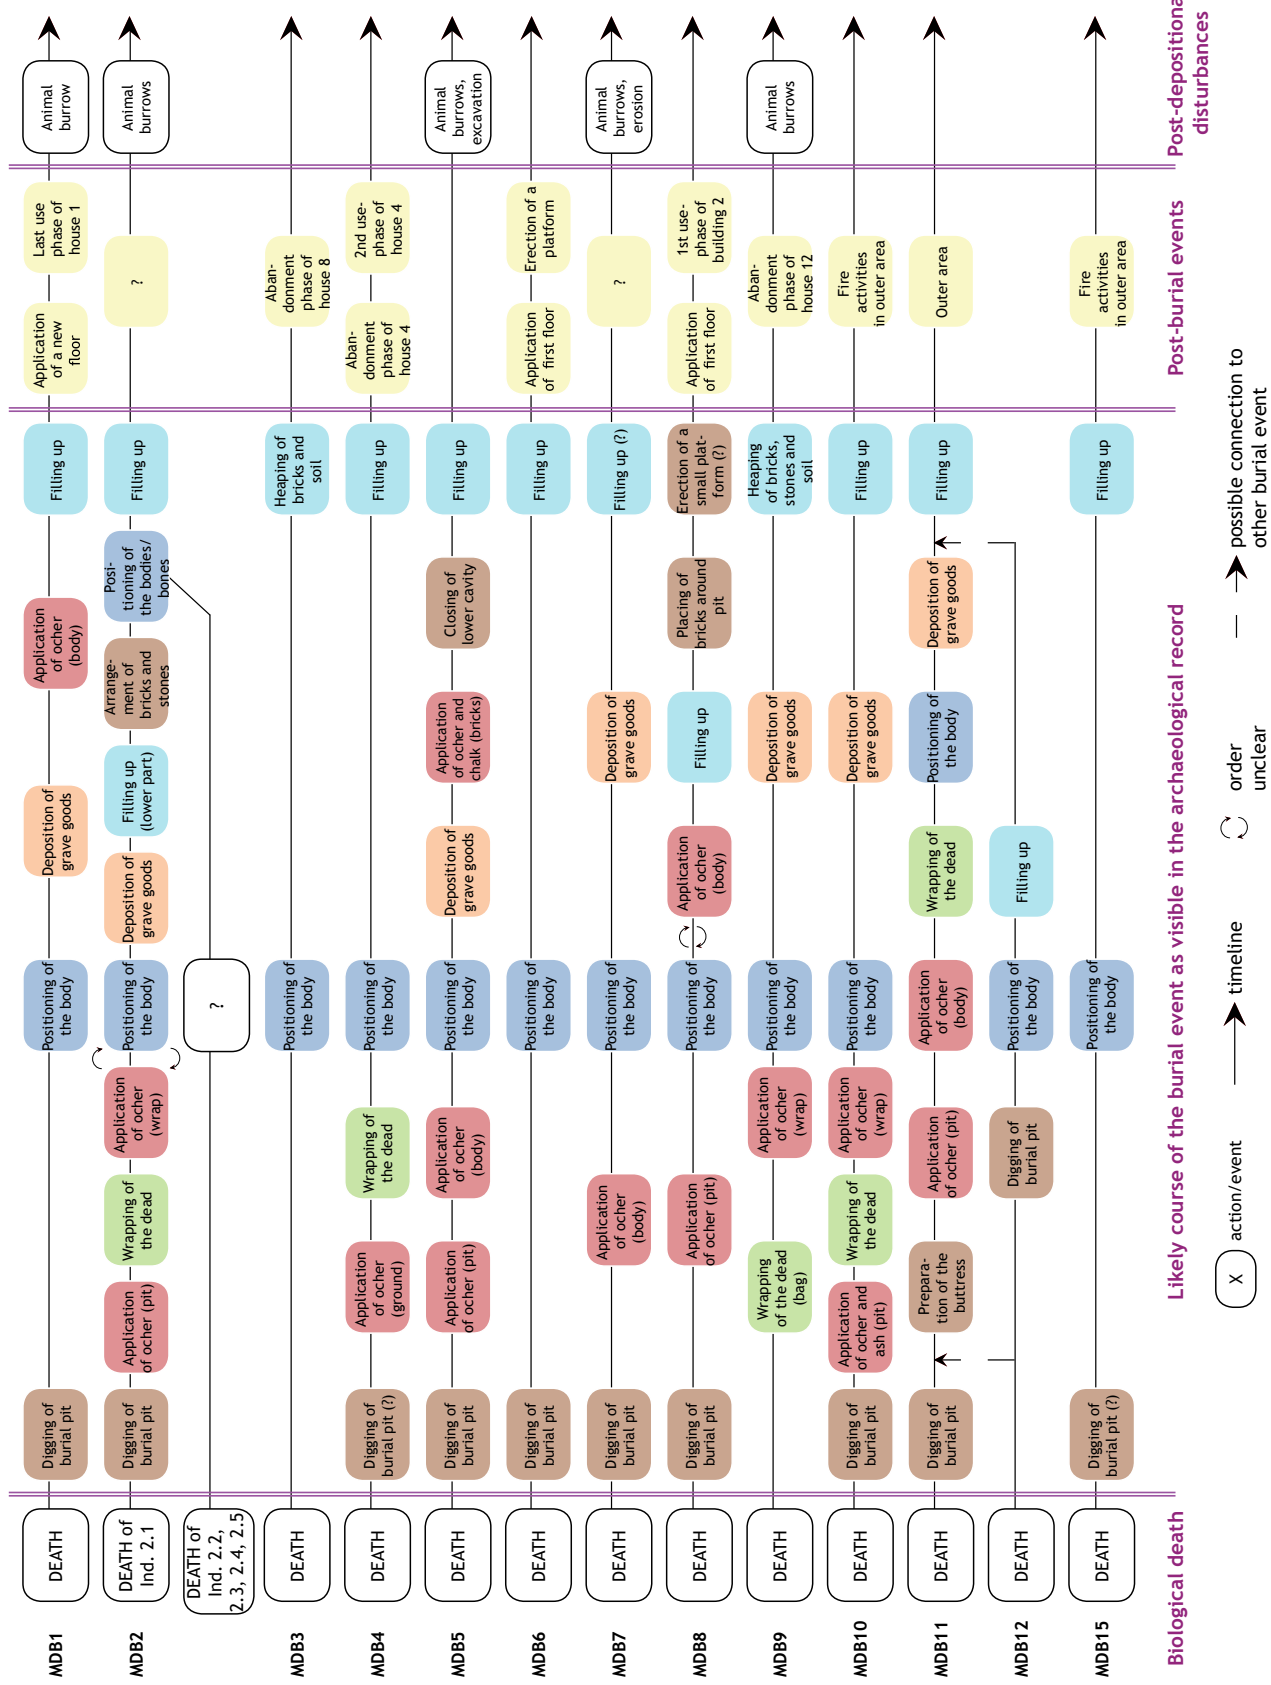 MDB1
DEATH
Digging of
burial pit
Positioning of
the body
Deposition of
grave goods
Application
of ocher
(body)
Filling up
Application
of a new
floor
Last use
phase of
house 1
Animal
burrow
MDB2
DEATH of
Ind. 2.1
Digging of
burial pit
Application
of ocher (pit)
Wrapping of
the dead
Application
of ocher
(wrap)
Positioning of
the body
Deposition of
grave goods
Filling up
(lower part)
Arrange-
ment of
bricks and
stones
Posi-
tioning of
the bodies/
bones
Filling up
?
Animal
burrows
DEATH of
Ind. 2.2,
2.3, 2.4, 2.5
?
MDB3
DEATH
Positioning of
the body
Heaping of
bricks and
soil
Aban-
donment
phase of
house 8
MDB4
DEATH
Digging of
burial pit (?)
Application
of ocher
(ground)
Wrapping of
the dead
Positioning of
the body
Filling up
Aban-
donment
phase of
house 4
2nd use-
phase of
house 4
MDB5
DEATH
Digging of
burial pit
Application
of ocher (pit)
Application
of ocher
(body)
Positioning of
the body
Deposition of
grave goods
Application
of ocher and
chalk (bricks)
Closing of
lower cavity
Filling up
Animal
burrows,
excavation
MDB6
DEATH
Digging of
burial pit
Positioning of
the body
Filling up
Application
of first floor
Erection of a
platform
MDB7
DEATH
Digging of
burial pit
Application
of ocher
(body)
Positioning of
the body
Deposition of
grave goods
Filling up (?)
?
Animal
burrows,
erosion
MDB8
DEATH
Digging of
burial pit
Application
of ocher (pit)
Positioning of
the body
Application
of ocher
(body)
Filling up
Placing of
bricks around
pit
Erection of a
small plat-
form (?)
Application
of first floor
1st use-
phase of
building 2
MDB9
DEATH
Wrapping
of the dead
(bag)
Application
of ocher
(wrap)
Positioning of
the body
Deposition of
grave goods
Heaping
of bricks,
stones and
soil
Aban-
donment
phase of
house 12
Animal
burrows
MDB10
DEATH
Digging of
burial pit
Application
of ocher and
ash (pit)
Wrapping of
the dead
Application
of ocher
(wrap)
Positioning of
the body
Deposition of
grave goods
Filling up
Fire
activities
in outer area
MDB11
DEATH
Digging of
burial pit
Prepara-
tion of the
buttress
Application
of ocher (pit)
Application
of ocher
(body)
Wrapping of
the dead
Positioning of
the body
Deposition of
grave goods
Filling up
Outer area
MDB12
DEATH
Digging of
burial pit
Positioning of
the body
Filling up
MDB15
DEATH
Digging of
burial pit (?)
Positioning of
the body
Filling up
Fire
activities
in outer area
Biological death
Likely course of the burial event as visible in the archaeological record
Post-burial events
Post-depositiona
disturbances
X
action/event
timeline
order
unclear
possible connection to
other burial event